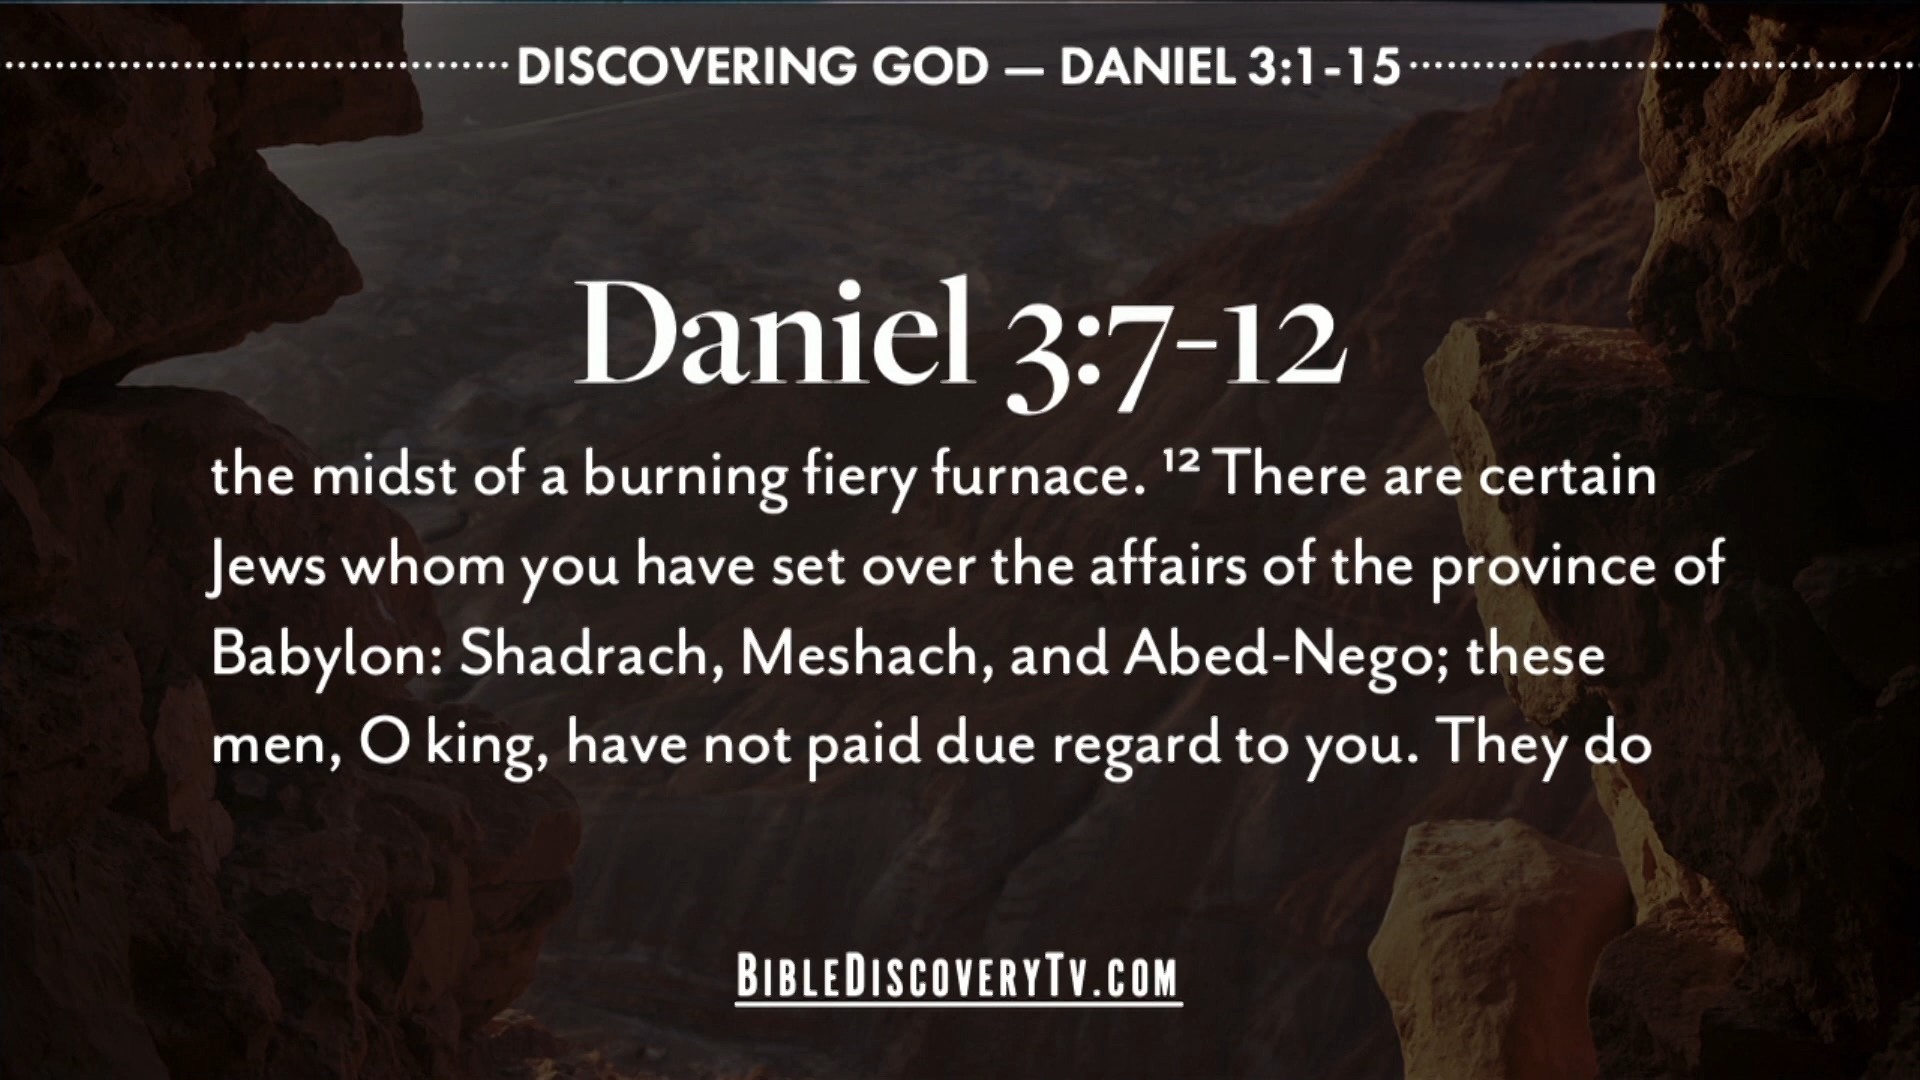 DISCOVERING GOD — DANIEL 3:1-15
Daniel 3:7-12
the midst of a burning fiery furnace. ¹² There are certain
Jews whom you have set over the affairs of the province of
Babylon: Shadrach, Meshach, and Abed-Nego; these
men, O king, have not paid due regard to you. They do
BIBLEDISCOVERYTV.COM